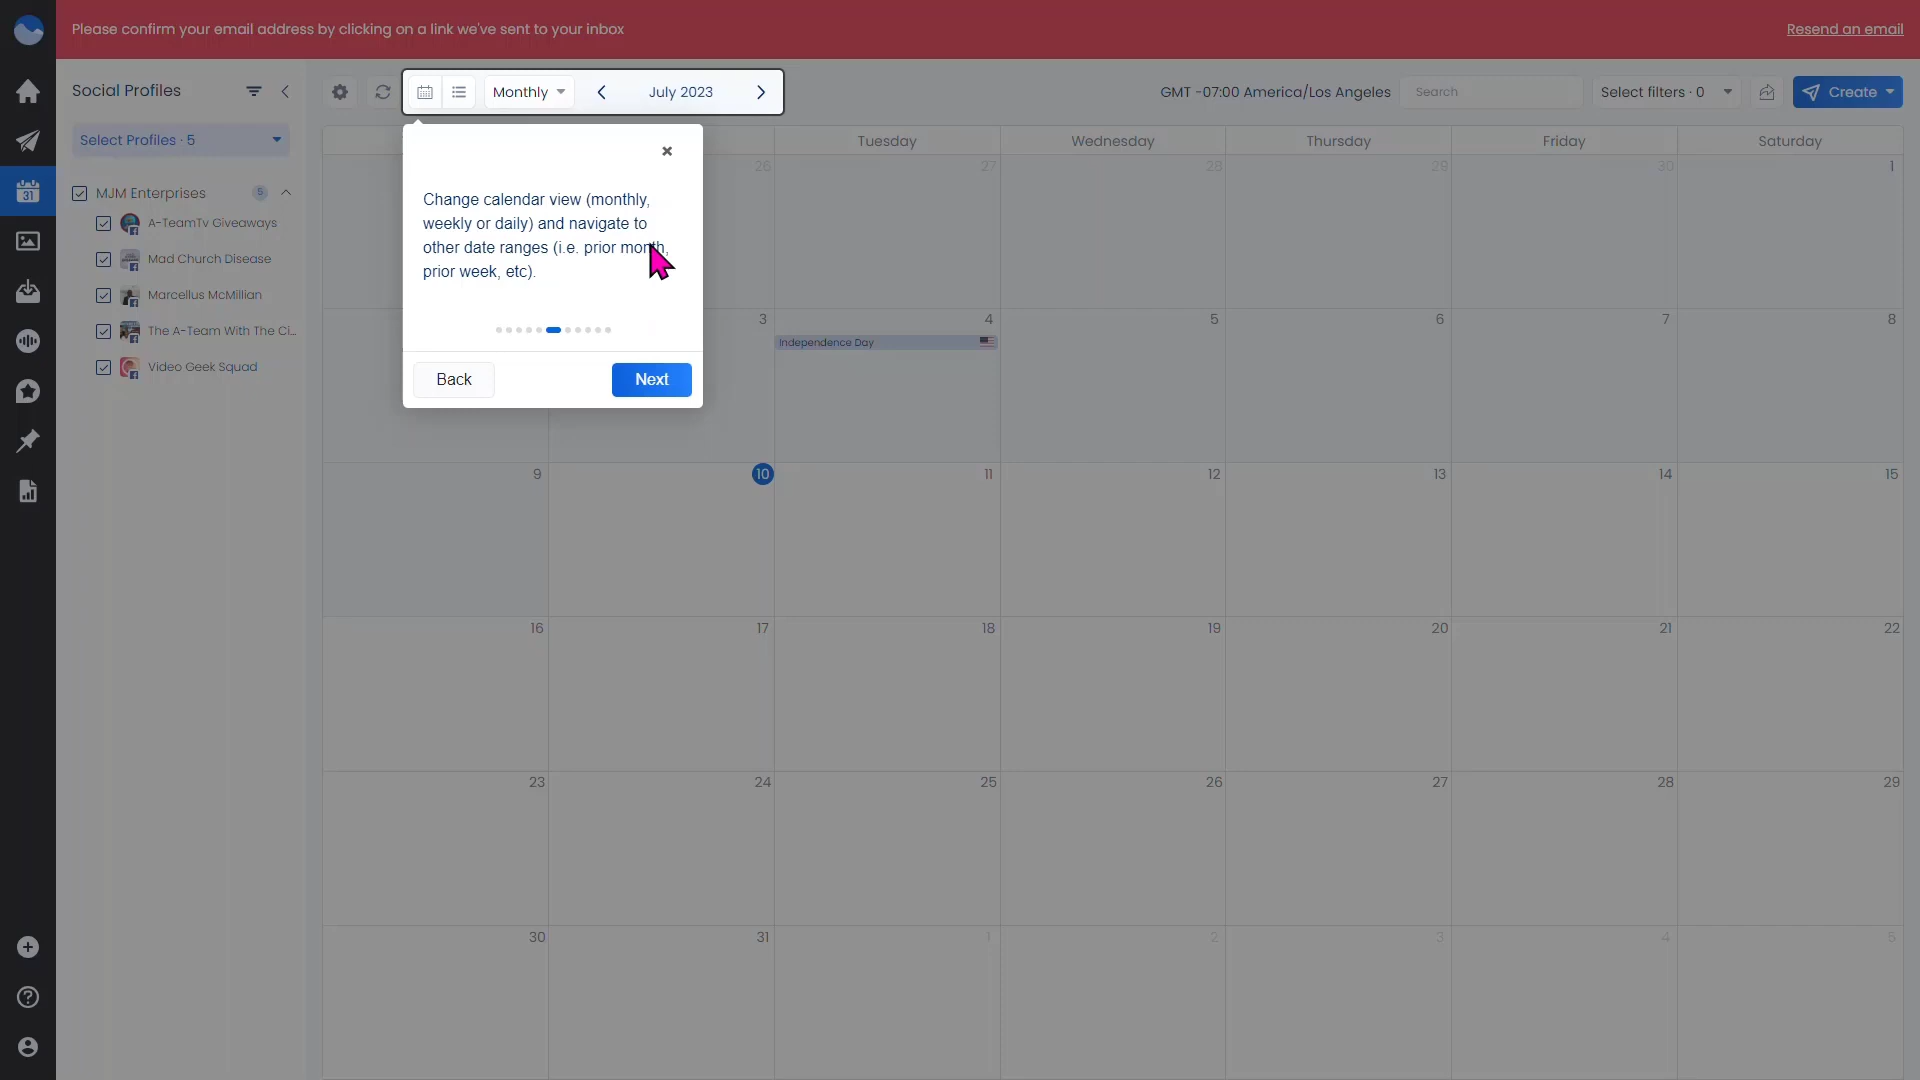 Please confirm your email address by clicking on a link we've sent to your inbox
Resend an email
Social Profiles
Monthly
July 2023
GMT -07:00 America/Los Angeles
Search
Select filters · 0
Create
Select Profiles · 5
31
MJM Enterprises
5
A-TeamTv Giveaways
Mad Church Disease
Marcellus McMillian
The A-Team With The Ci...
Video Geek Squad
Change calendar view (monthly,
weekly or daily) and navigate to
other date ranges (i.e. prior month,
prior week, etc).
Back
Next
Tuesday
Wednesday
Thursday
Friday
Saturday
26
27
28
29
30
1
3
4
5
6
7
8
Independence Day
9
10
11
12
13
14
15
16
17
18
19
20
21
22
23
24
25
26
27
28
29
30
31
1
2
3
4
5